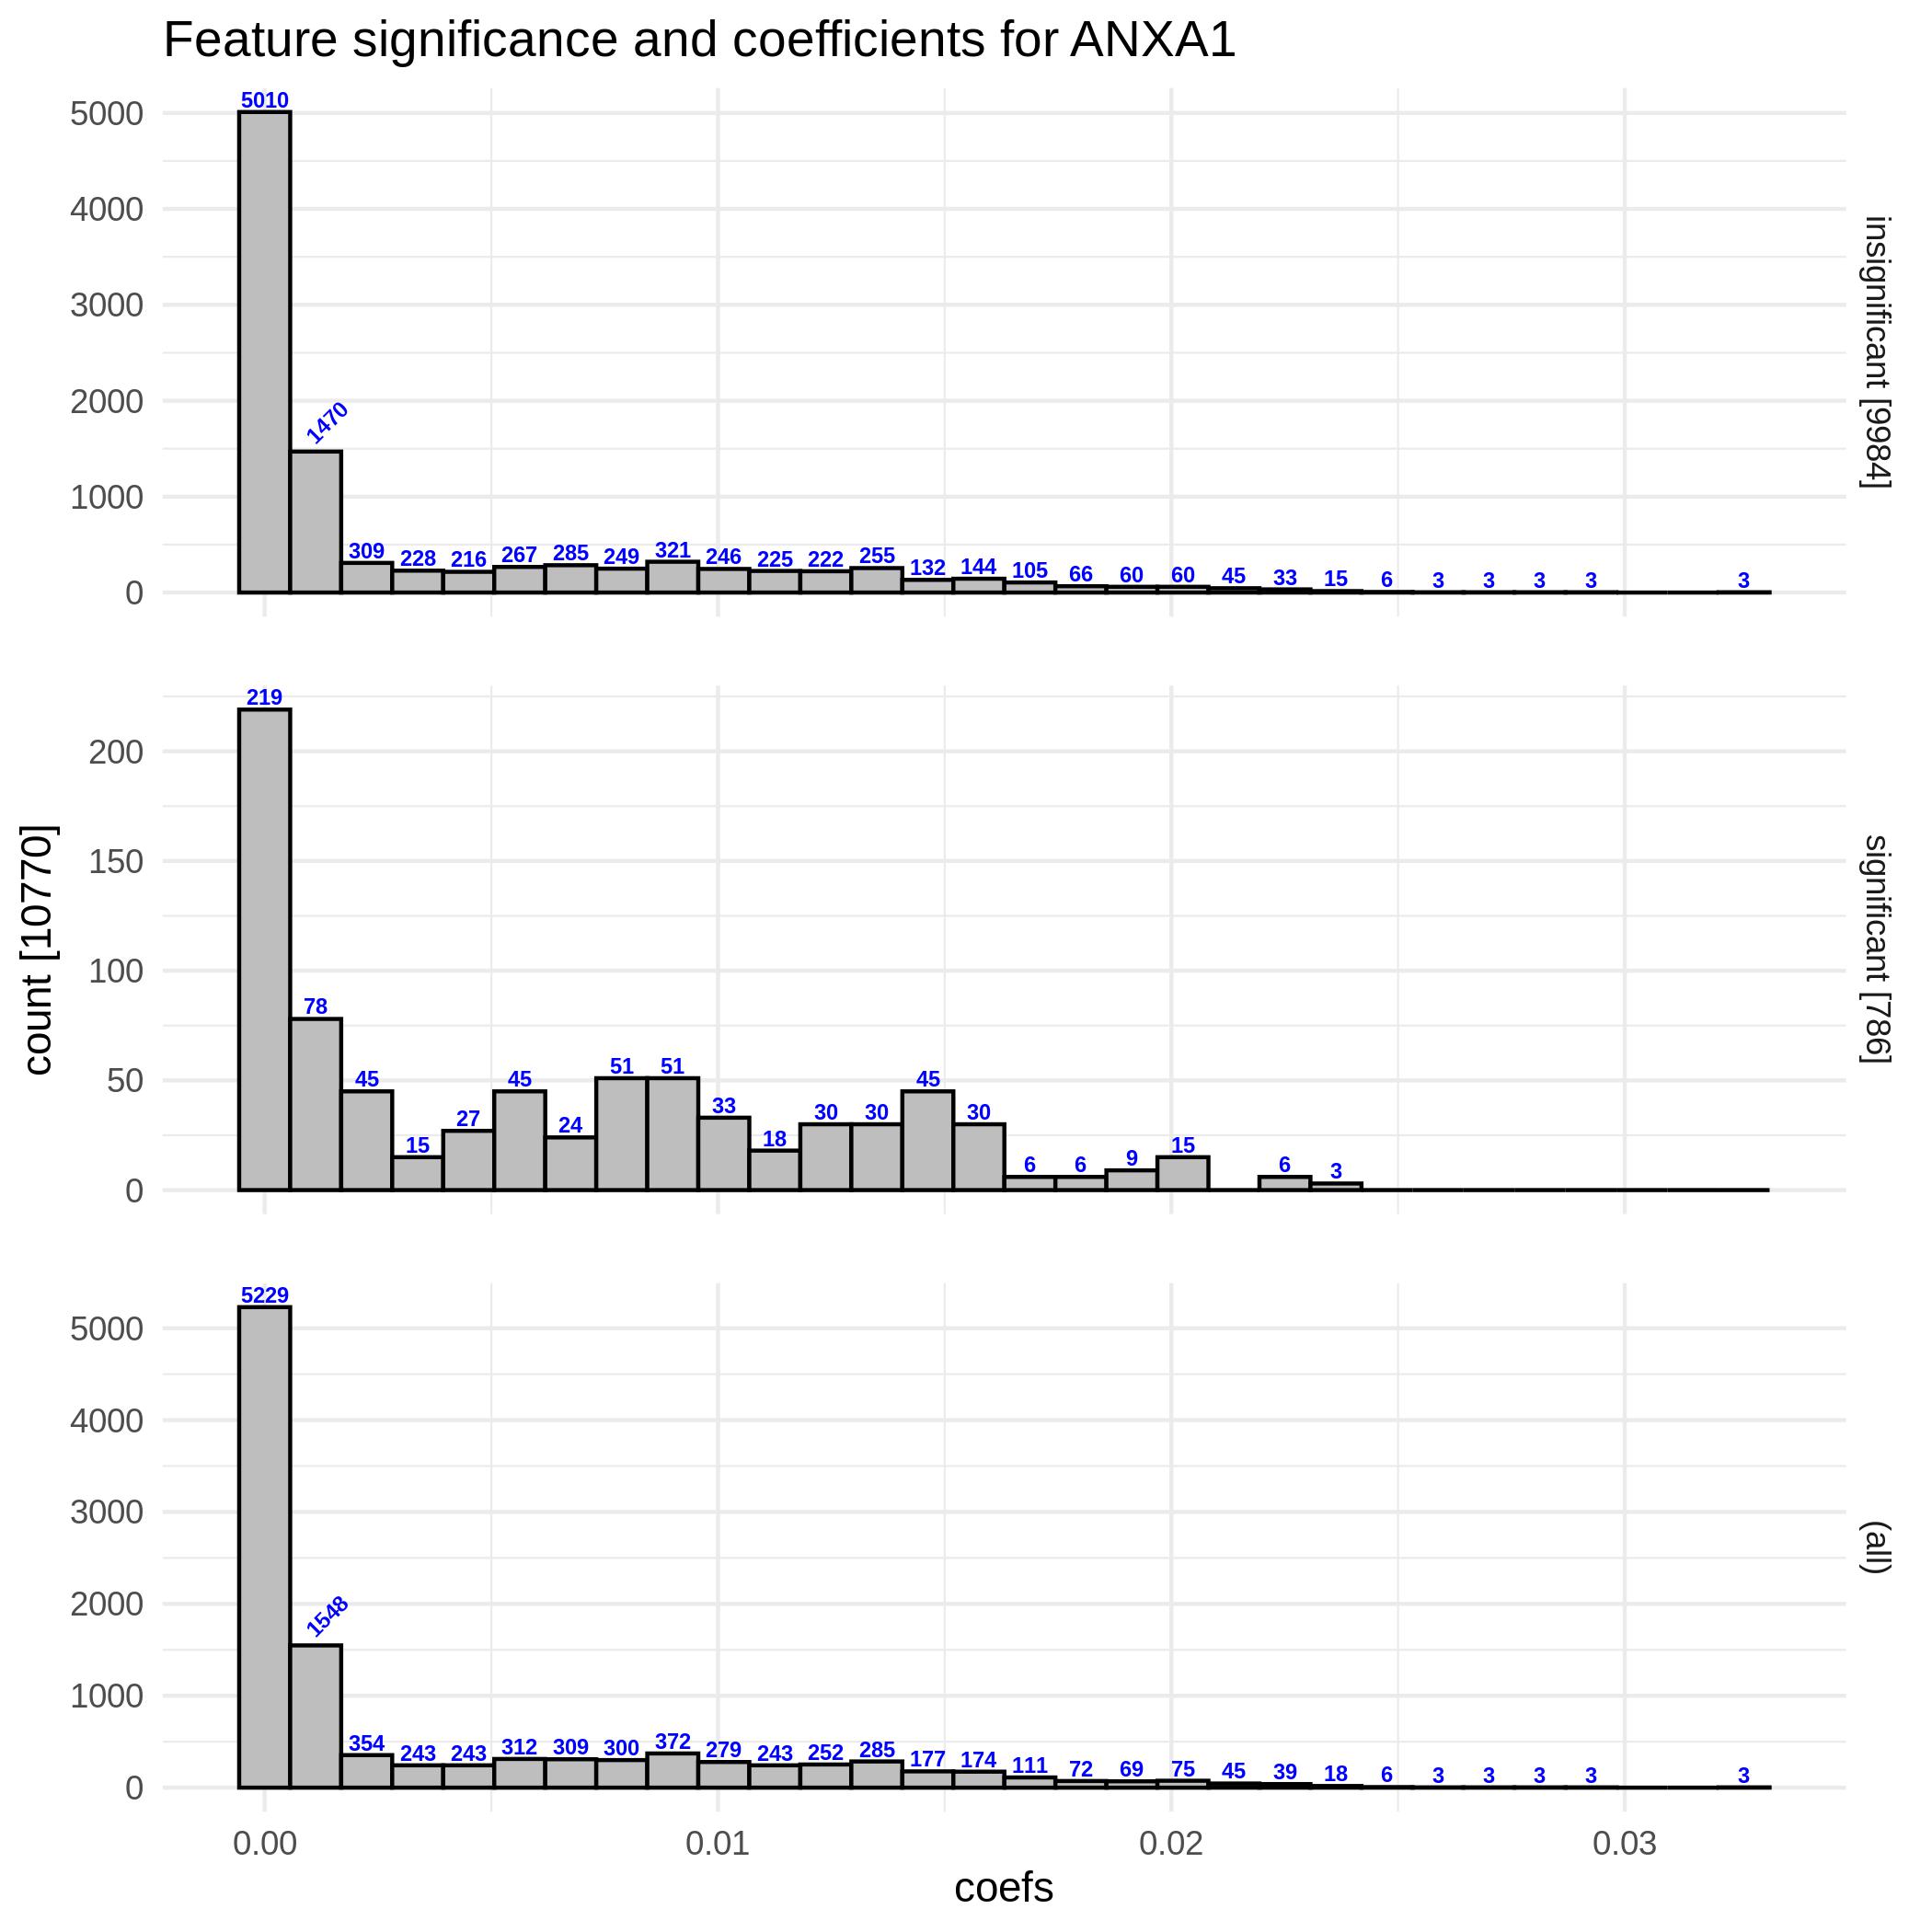 Feature significance and coefficients for ANXA1
5010
5000
4000
3000
2000
1000
0
1470
309 228 216 267 285 249 321 246 225 222 255 132 144 105 66 60 60 45 33 15 6 3 3 3 3 3
insignificant [9984]
count [10770]
219
200
150
100
50
0
78 45 15 27 45 24 51 51 33 18 30 30 45 30 6 6 9 15 6 3
significant [786]
5229
5000
4000
3000
2000
1000
0
1548
354 243 243 312 309 300 372 279 243 252 285 177 174 111 72 69 75 45 39 18 6 3 3 3 3 3
(all)
0.00 0.01 0.02 0.03
coefs